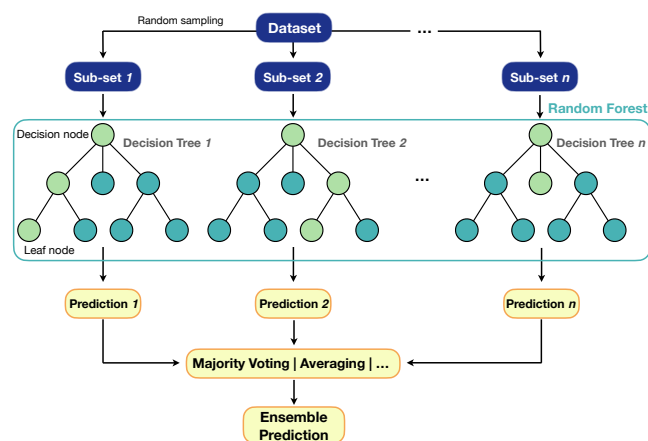 Random sampling
Dataset
...
Sub-set 1
Sub-set 2
Sub-set n
Random Forest
Decision node
Decision Tree 1
Decision Tree 2
Decision Tree n
...
Leaf node
Prediction 1
Prediction 2
Prediction n
Majority Voting | Averaging | ...
Ensemble
Prediction